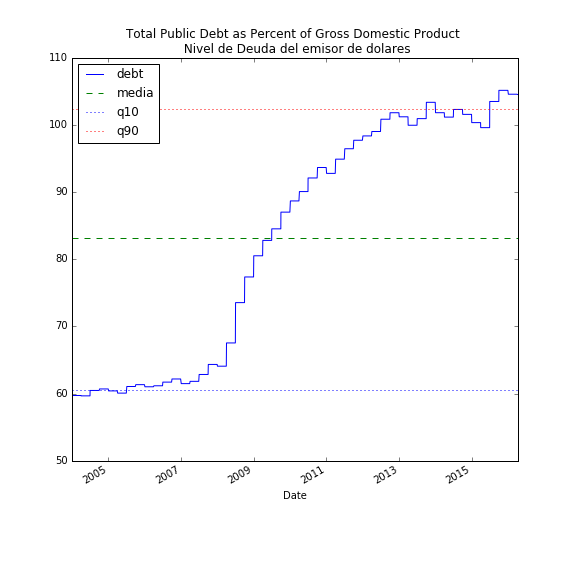 Total Public Debt as Percent of Gross Domestic Product
Nivel de Deuda del emisor de dolares
110
100
90
80
70
60
50
debt
media
q10
q90
2005
2007
2009
2011
2013
2015
Date